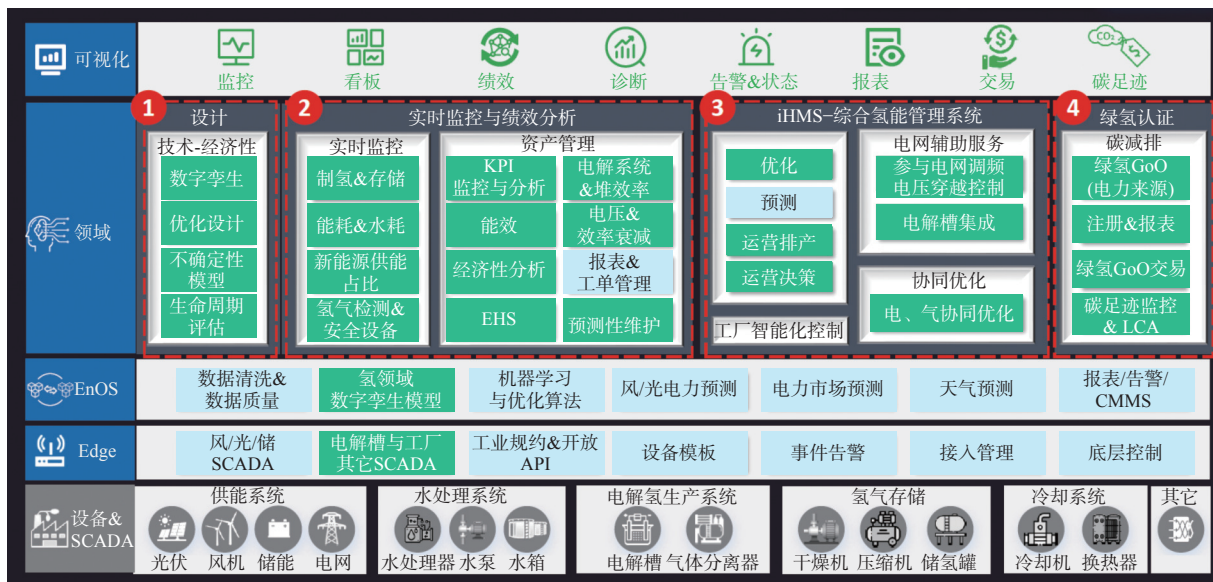 可视化
监控
看板
绩效
诊断
告警&状态
报表
交易
CO₂
$
碳足迹
领域
1
设计
技术-经济性
数字孪生
优化设计
不确定性
模型
生命周期
评估
2
实时监控与绩效分析
实时监控
制氢&存储
能耗&水耗
新能源供能
占比
氢气检测&
安全设备
资产管理
KPI
监控与分析
能效
经济性分析
EHS
电解系统
&堆效率
电压&
效率衰减
报表&
工单管理
预测性维护
3
iHMS-综合氢能管理系统
优化
预测
运营排产
运营决策
工厂智能化控制
电网辅助服务
参与电网调频
电压穿越控制
电解槽集成
协同优化
电、气协同优化
4
绿氢认证
碳减排
绿氢GoO
(电力来源)
注册&报表
绿氢GoO交易
碳足迹监控
& LCA
EnOS
数据清洗&
数据质量
氢领域
数字孪生模型
机器学习
与优化算法
风/光电力预测
电力市场预测
天气预测
报表/告警/
CMMS
Edge
风/光/储
SCADA
电解槽与工厂
其它SCADA
工业规约&开放
API
设备模板
事件告警
接入管理
底层控制
设备&
SCADA
供能系统
光伏
风机
储能
电网
水处理系统
水处理器
水泵
水箱
电解氢生产系统
电解槽
气体分离器
氢气存储
干燥机
压缩机
储氢罐
冷却系统
冷却机
换热器
其它